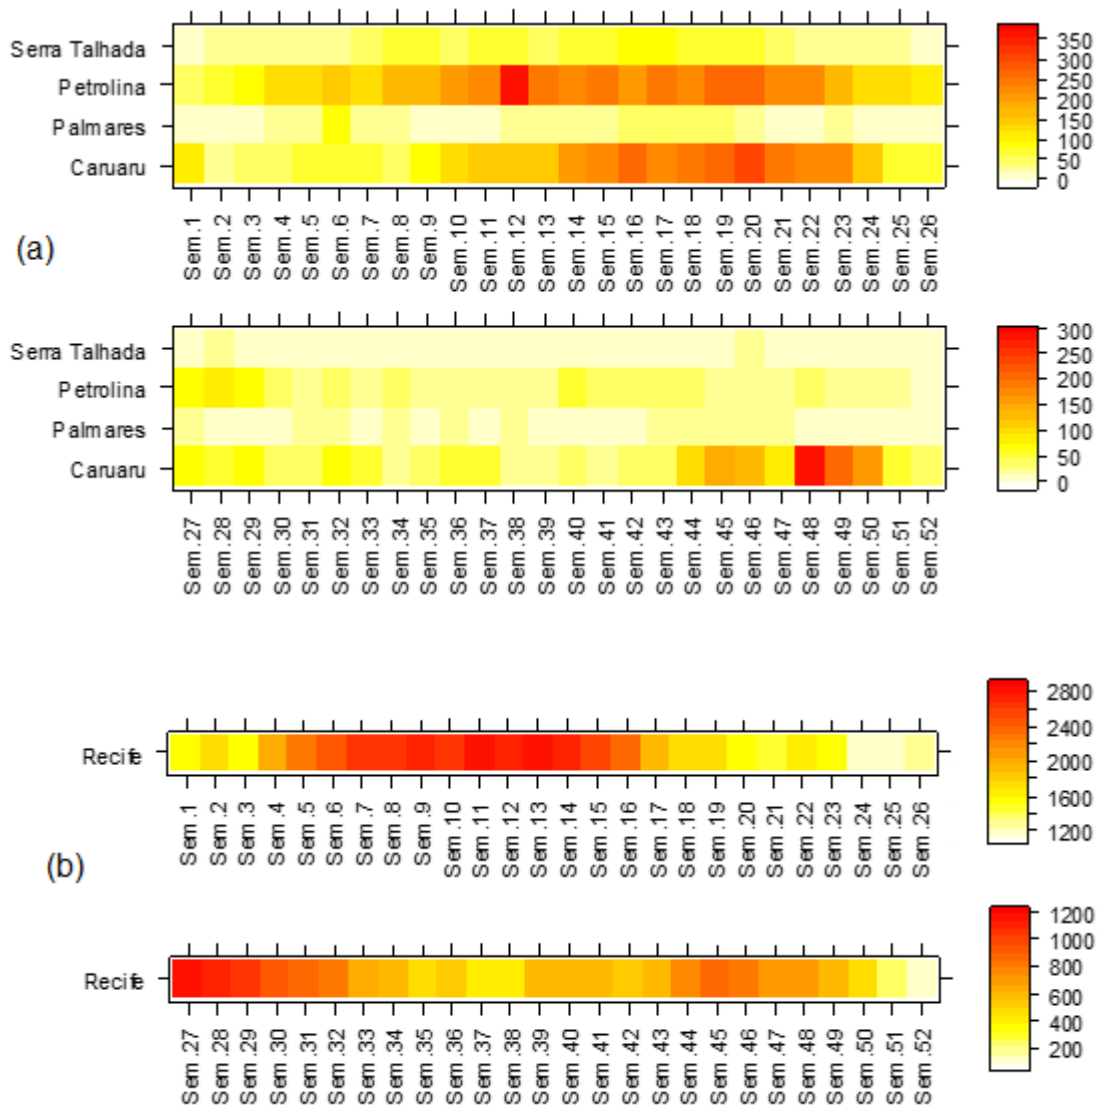 Serra Talhada
Petrolina
Palmares
Caruaru
350
300
250
200
150
100
50
0
Sem.1 Sem.2 Sem.3 Sem.4 Sem.5 Sem.6 Sem.7 Sem.8 Sem.9 Sem.10 Sem.11 Sem.12 Sem.13 Sem.14 Sem.15 Sem.16 Sem.17 Sem.18 Sem.19 Sem.20 Sem.21 Sem.22 Sem.23 Sem.24 Sem.25 Sem.26
(a)
Serra Talhada
Petrolina
Palmares
Caruaru
300
250
200
150
100
50
0
Sem.27 Sem.28 Sem.29 Sem.30 Sem.31 Sem.32 Sem.33 Sem.34 Sem.35 Sem.36 Sem.37 Sem.38 Sem.39 Sem.40 Sem.41 Sem.42 Sem.43 Sem.44 Sem.45 Sem.46 Sem.47 Sem.48 Sem.49 Sem.50 Sem.51 Sem.52
Recife
2800
2400
2000
1600
1200
Sem.1 Sem.2 Sem.3 Sem.4 Sem.5 Sem.6 Sem.7 Sem.8 Sem.9 Sem.10 Sem.11 Sem.12 Sem.13 Sem.14 Sem.15 Sem.16 Sem.17 Sem.18 Sem.19 Sem.20 Sem.21 Sem.22 Sem.23 Sem.24 Sem.25 Sem.26
(b)
Recife
1200
1000
800
600
400
200
Sem.27 Sem.28 Sem.29 Sem.30 Sem.31 Sem.32 Sem.33 Sem.34 Sem.35 Sem.36 Sem.37 Sem.38 Sem.39 Sem.40 Sem.41 Sem.42 Sem.43 Sem.44 Sem.45 Sem.46 Sem.47 Sem.48 Sem.49 Sem.50 Sem.51 Sem.52